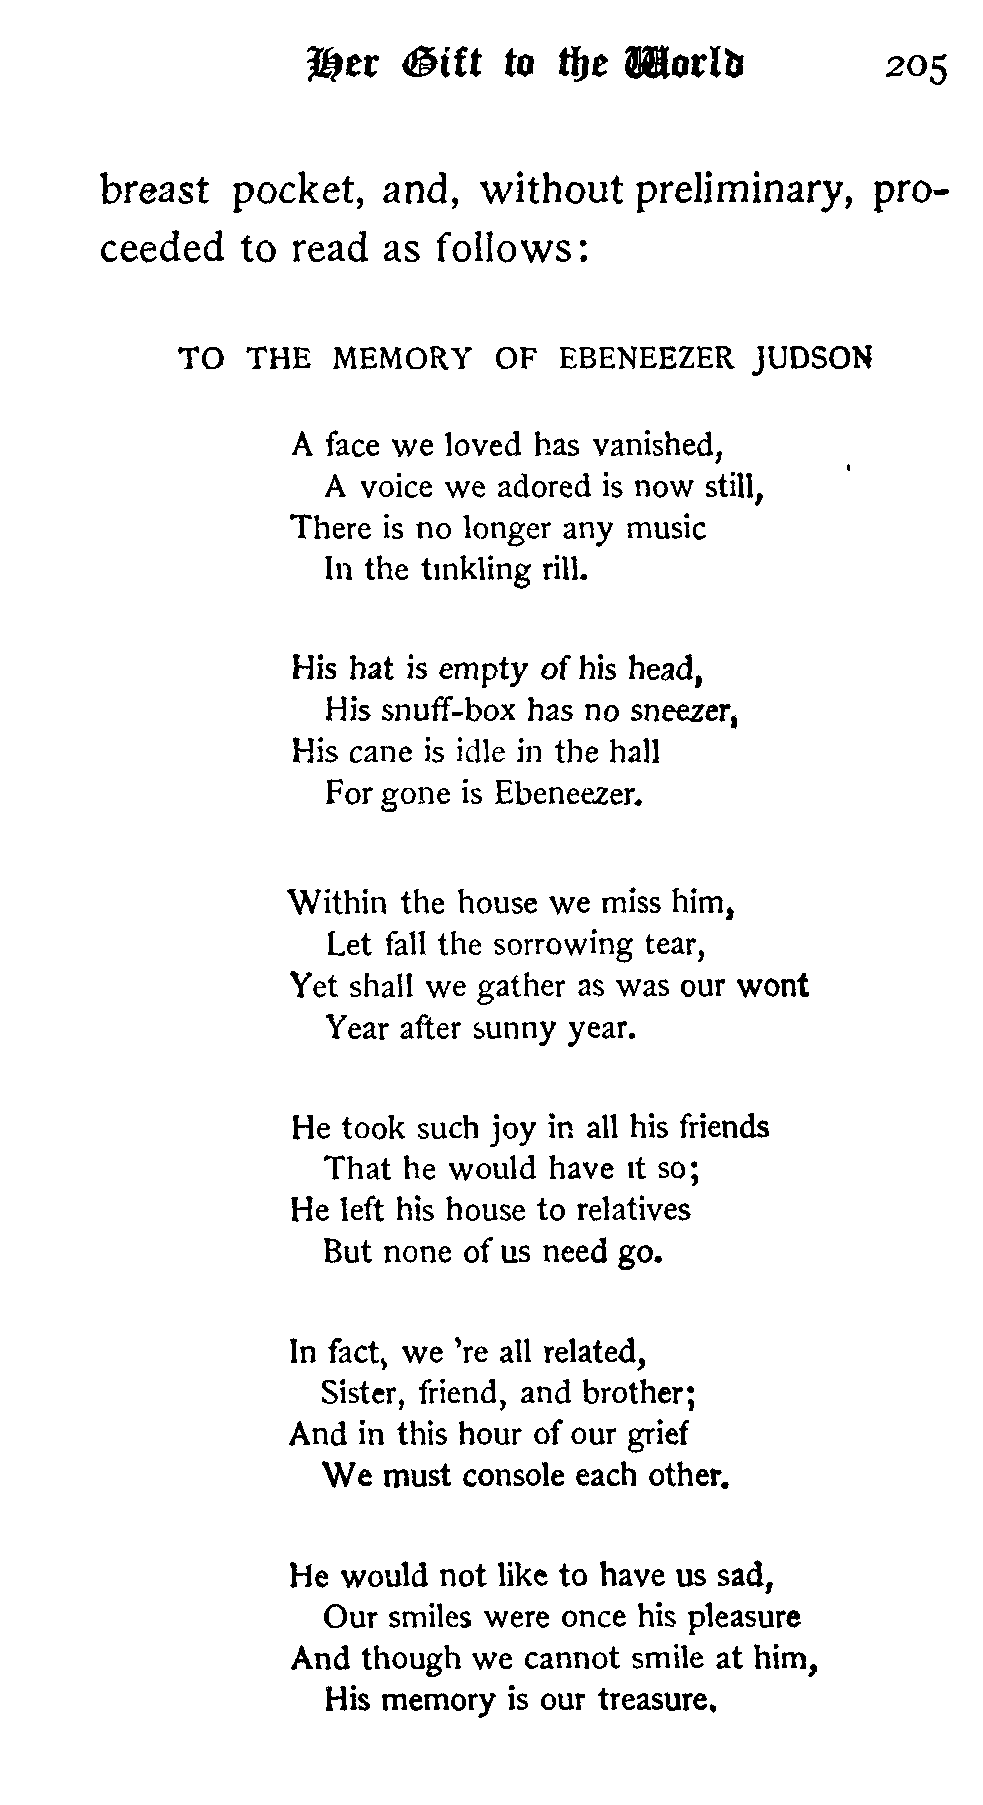 Her Gift to the World 205
breast pocket, and, without preliminary, pro-
ceeded to read as follows:
TO THE MEMORY OF EBENEEZER JUDSON
A face we loved has vanished,
A voice we adored is now still,
There is no longer any music
In the tinkling rill.
His hat is empty of his head,
His snuff-box has no sneezer,
His cane is idle in the hall
For gone is Ebeneezer.
Within the house we miss him,
Let fall the sorrowing tear,
Yet shall we gather as was our wont
Year after sunny year.
He took such joy in all his friends
That he would have it so;
He left his house to relatives
But none of us need go.
In fact, we 're all related,
Sister, friend, and brother;
And in this hour of our grief
We must console each other.
He would not like to have us sad,
Our smiles were once his pleasure
And though we cannot smile at him,
His memory is our treasure.